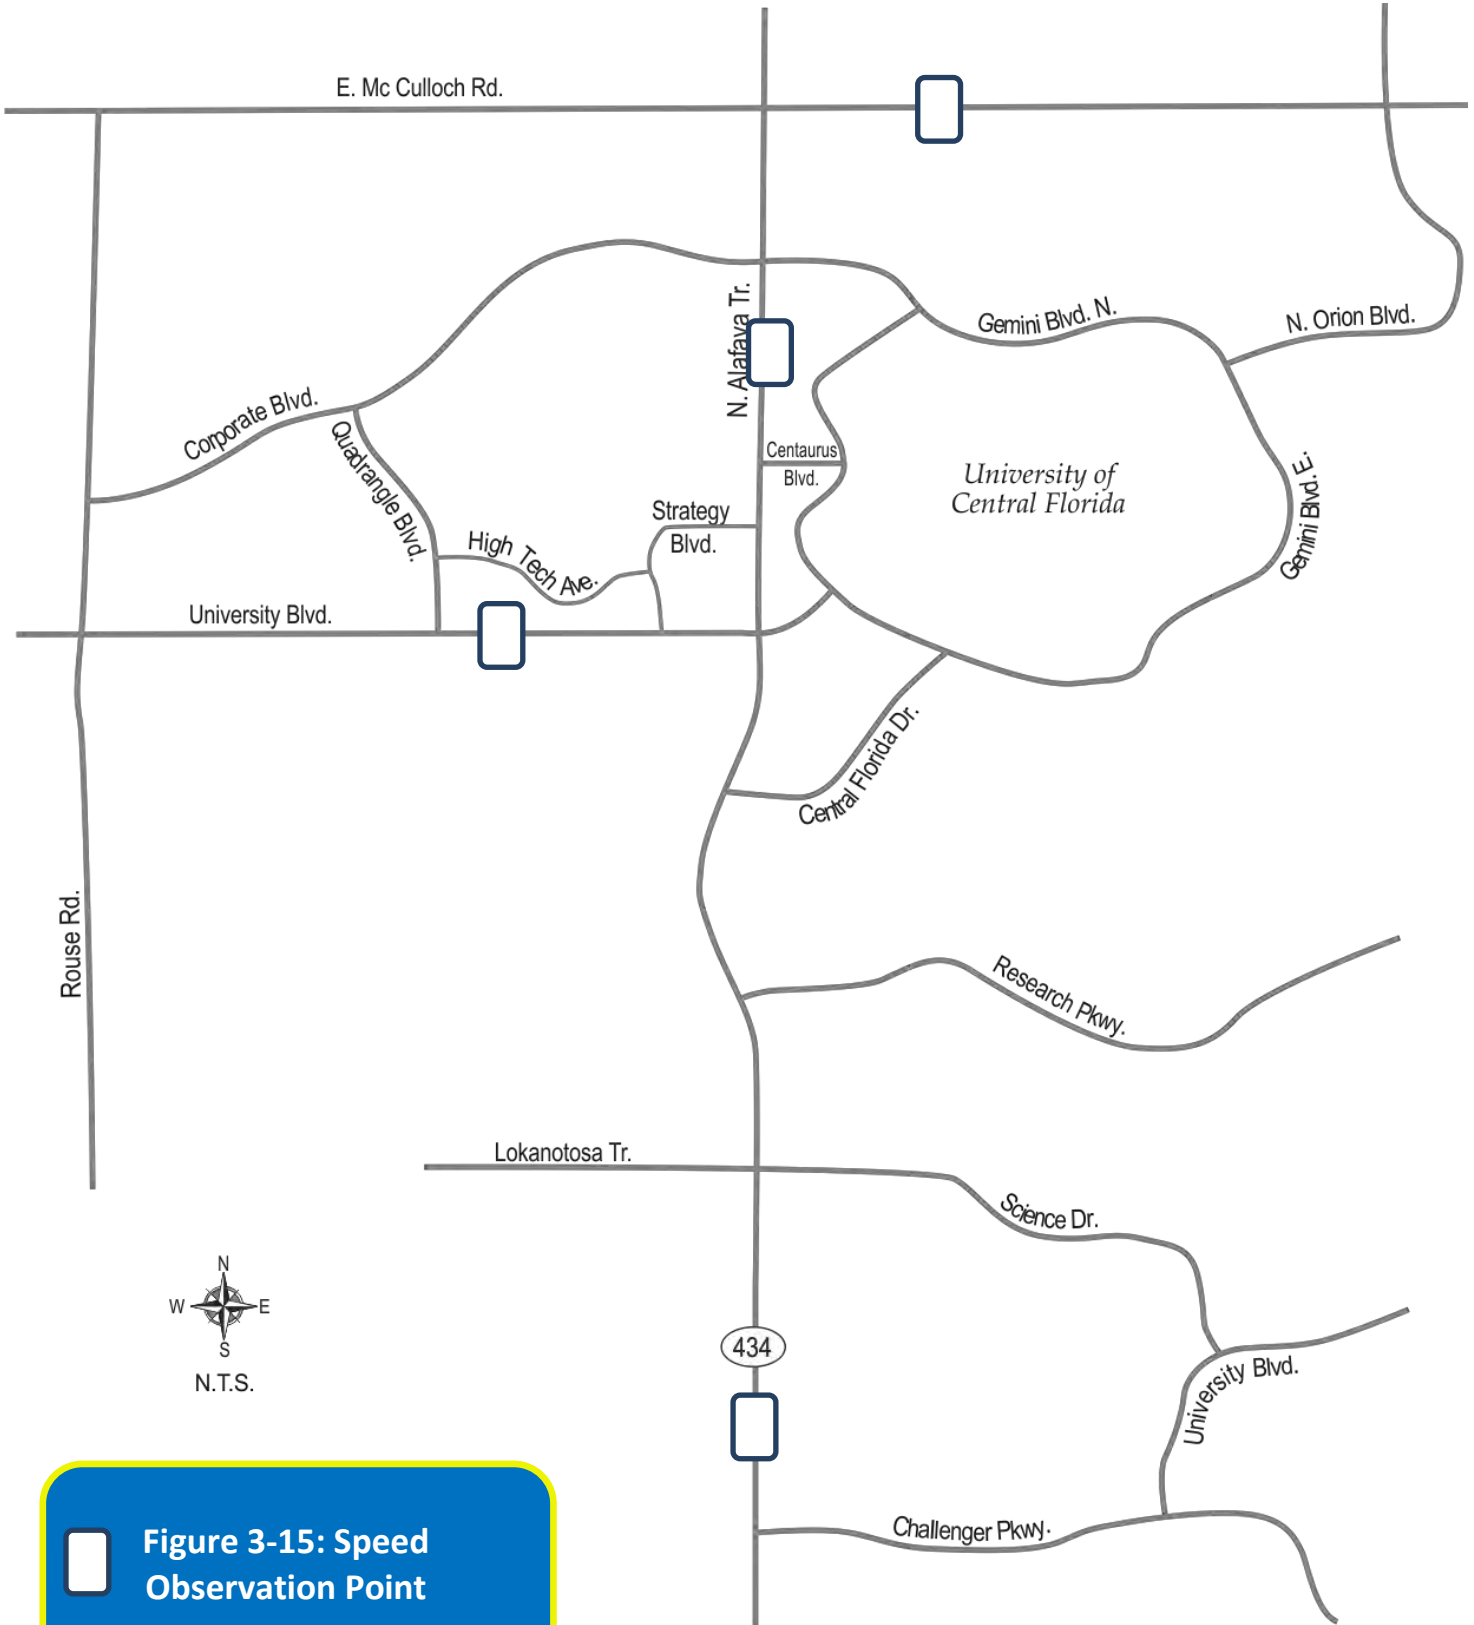 E. Mc Culloch Rd.
N. Alafaya Tr.
Gemini Blvd. N.
N. Orion Blvd.
Corporate Blvd.
Quadrangle Blvd.
Centaurus
Blvd.
University of
Central Florida
Gemini Blvd. E.
Strategy
Blvd.
High Tech Ave.
University Blvd.
Central Florida Dr.
Rouse Rd.
Research Pkwy.
Lokanotosa Tr.
Science Dr.
N
W E
S
N.T.S.
434
University Blvd.
Challenger Pkwy.
Figure 3-15: Speed
Observation Point